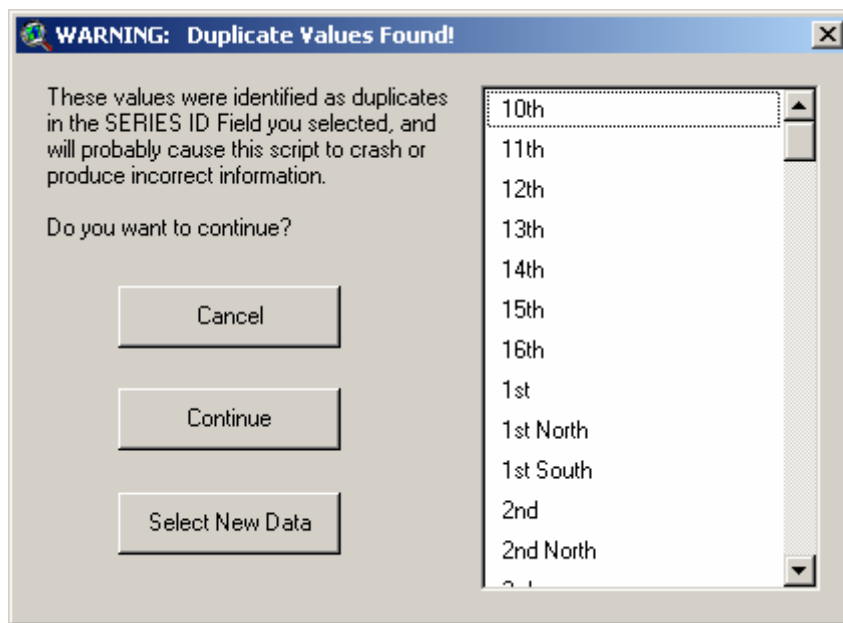 WARNING: Duplicate Values Found!
These values were identified as duplicates
in the SERIES ID Field you selected, and
will probably cause this script to crash or
produce incorrect information.
Do you want to continue?
Cancel
Continue
Select New Data
10th
11th
12th
13th
14th
15th
16th
1st
1st North
1st South
2nd
2nd North